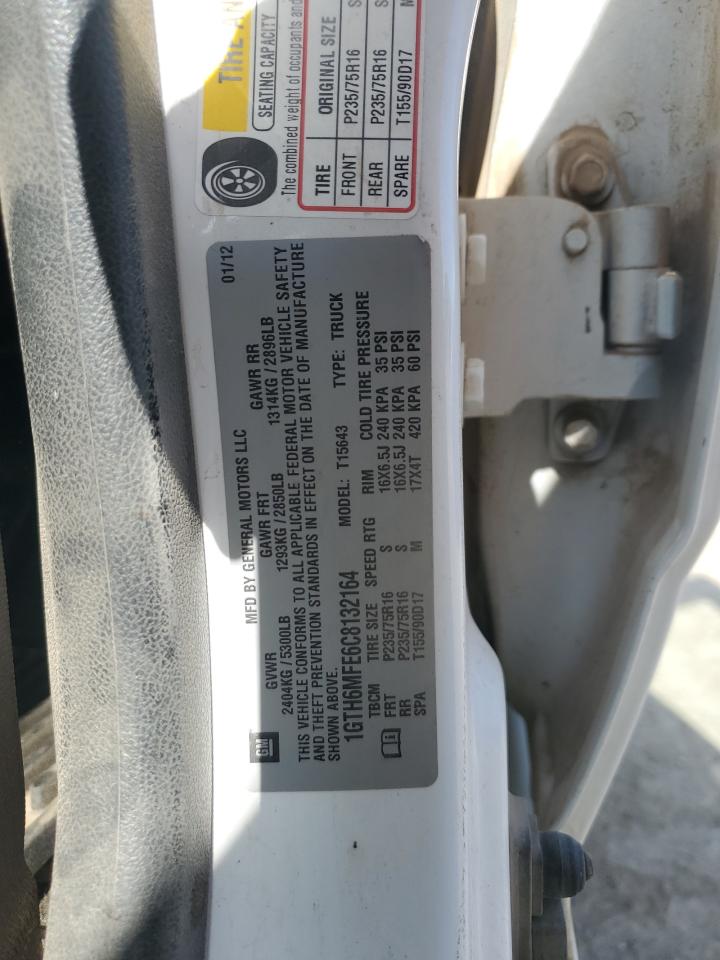 TIRE AN
SEATING CAPACITY
The combined weight of occupants and
TIRE ORIGINAL SIZE
FRONT P235/75R16 S
REAR P235/75R16 S
SPARE T155/90D17 M
MFD BY GENERAL MOTORS LLC 01/12
GVWR GAWR FRT GAWR RR
2404KG/5300LB 1293KG/2850LB 1314KG/2896LB
THIS VEHICLE CONFORMS TO ALL APPLICABLE FEDERAL MOTOR VEHICLE SAFETY
AND THEFT PREVENTION STANDARDS IN EFFECT ON THE DATE OF MANUFACTURE
SHOWN ABOVE.
1GTH6MFE6C8132164 MODEL: T15643 TYPE: TRUCK
TBCM TIRE SIZE SPEED RTG RIM COLD TIRE PRESSURE
FRT P235/75R16 S 16X6.5J 240 KPA 35 PSI
RR P235/75R16 S 16X6.5J 240 KPA 35 PSI
SPA T155/90D17 M 17X4T 420 KPA 60 PSI
GM